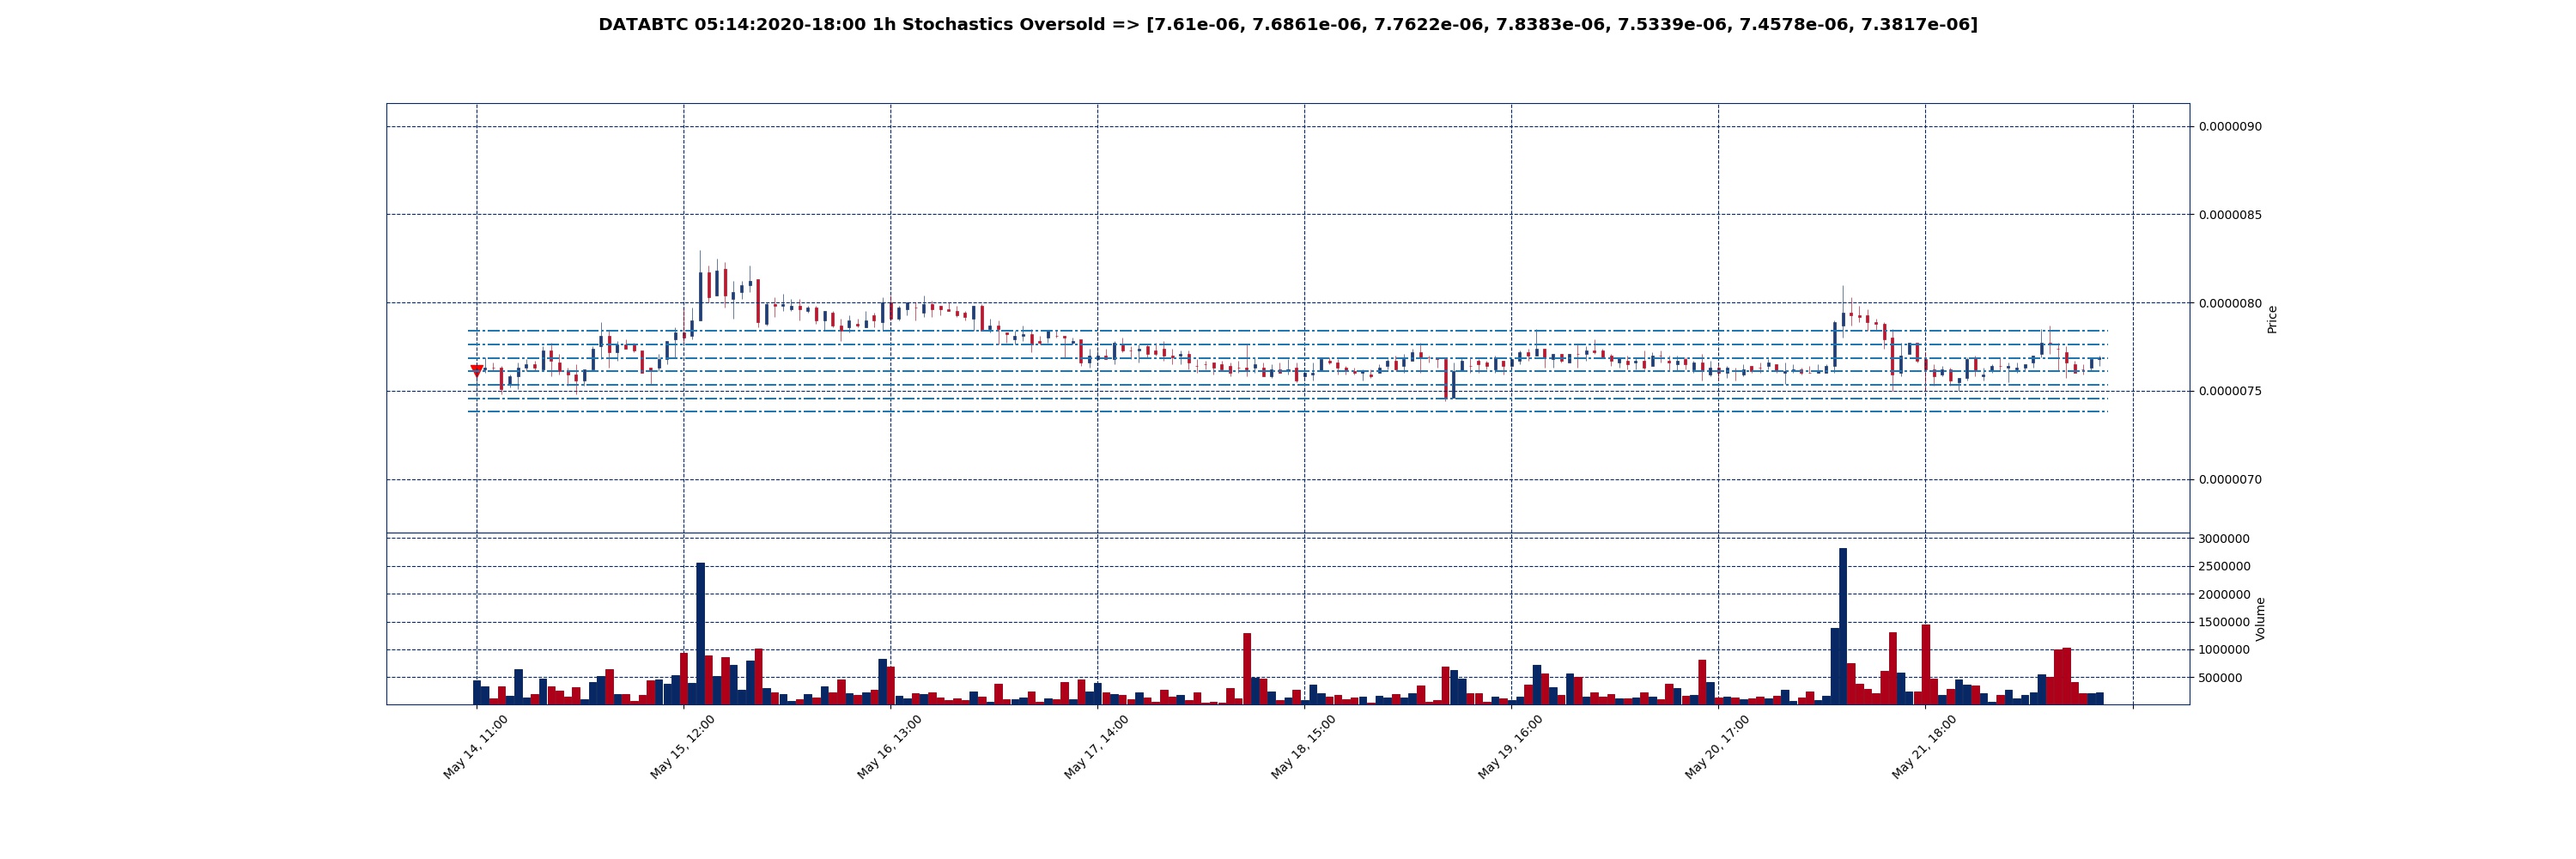 DATABTC 05:14:2020-18:00 1h Stochastics Oversold => [7.61e-06, 7.6861e-06, 7.7622e-06, 7.8383e-06, 7.5339e-06, 7.4578e-06, 7.3817e-06]
0.0000090
0.0000085
0.0000080
Price
0.0000075
0.0000070
3000000
2500000
2000000
Volume
1500000
1000000
500000
May 14, 11:00
May 15, 12:00
May 16, 13:00
May 17, 14:00
May 18, 15:00
May 19, 16:00
May 20, 17:00
May 21, 18:00